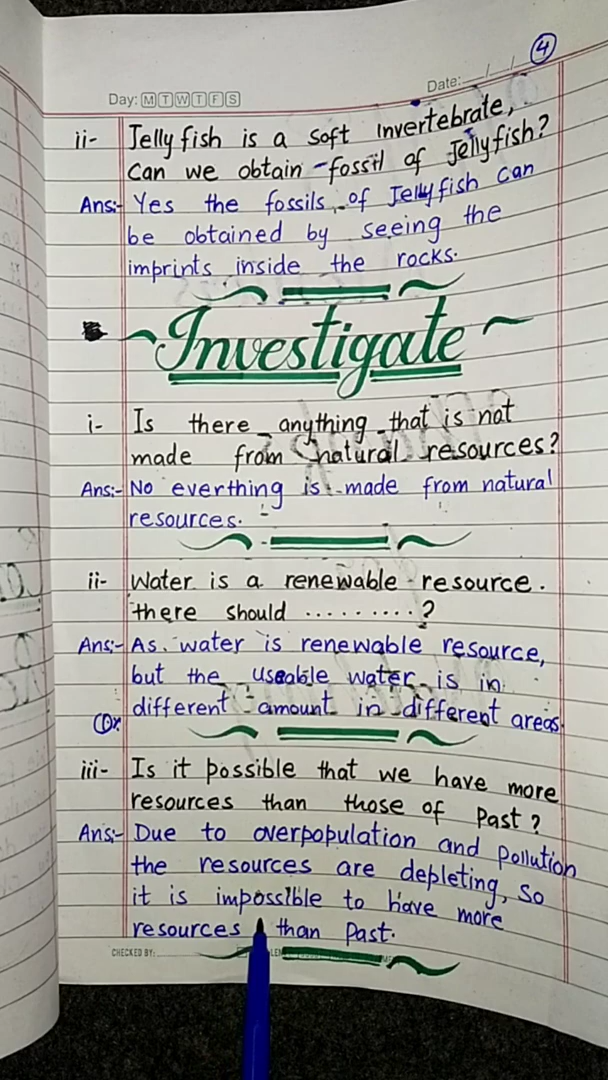 4
Day: M T W T F S
Date: __/__/__
ii- Jelly fish is a soft invertebrate,
Can we obtain fossil of Jellyfish?
Ans:- Yes the fossils of Jellyfish can
be obtained by seeing the
imprints inside the rocks.
Investigate
i- Is there anything that is not
made from natural resources?
Ans:- No everthing is made from natural
resources.
ii- Water is a renewable resource.
there should ..........?
Ans:- As water is renewable resource,
but the useable water is in
different amount in different areas.
iii- Is it possible that we have more
resources than those of Past?
Ans:- Due to overpopulation and Pollution
the resources are depleting, so
it is impossible to have more
resources than Past.
CHECKED BY: